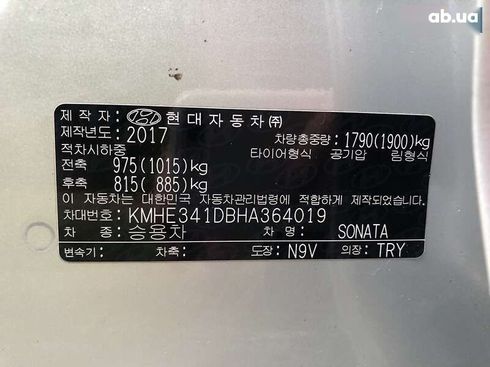 ab.ua
제 작 자: 현대자동차㈜
제작년도: 2017 차량총중량: 1790(1900)kg
적차시하중 타이어형식 공기압 림형식
전축 975(1015)kg
후축 815( 885)kg
이 자동차는 대한민국 자동차관리법령에 적합하게 제작되었습니다.
차대번호: KMHE341DBHA364019
차 종: 승용차 차 명: SONATA
변속기: 도장: N9V 의장: TRY